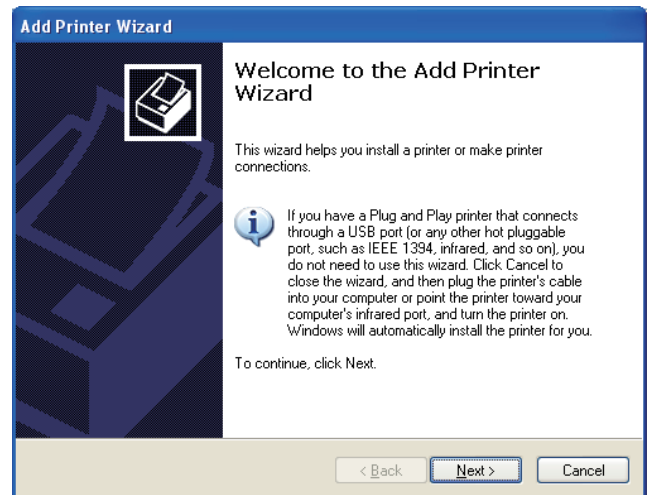 Add Printer Wizard
Welcome to the Add Printer
Wizard
This wizard helps you install a printer or make printer
connections.
If you have a Plug and Play printer that connects
through a USB port (or any other hot pluggable
port, such as IEEE 1394, infrared, and so on), you
do not need to use this wizard. Click Cancel to
close the wizard, and then plug the printer's cable
into your computer or point the printer toward your
computer's infrared port, and turn the printer on.
Windows will automatically install the printer for you.
To continue, click Next.
< Back Next > Cancel